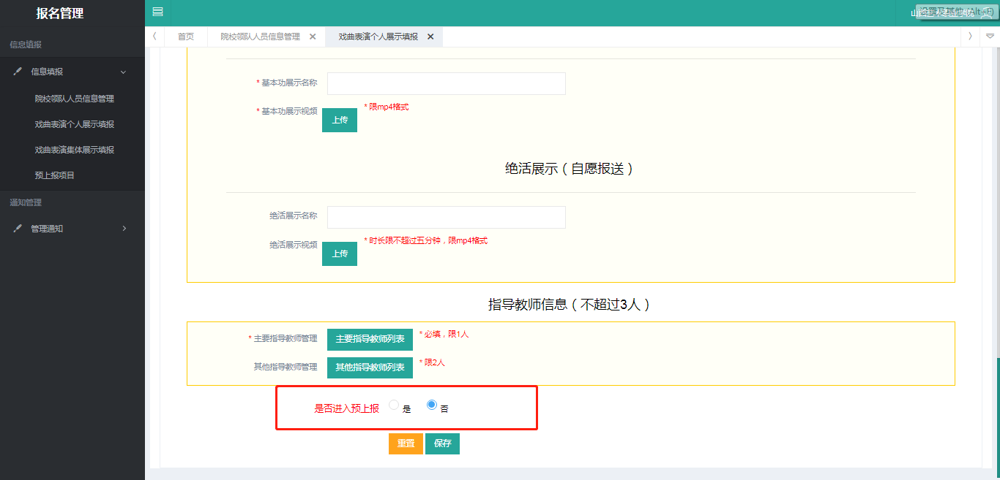 报名管理
设置及其他 (Alt+F)
首页
院校领队人员信息管理
戏曲表演个人展示填报
信息填报
信息填报
院校领队人员信息管理
戏曲表演个人展示填报
戏曲表演集体展示填报
预上报项目
通知管理
管理通知
* 基本功展示名称
* 基本功展示视频
上传
* 限mp4格式
绝活展示（自愿报送）
绝活展示名称
绝活展示视频
上传
* 时长限不超过五分钟，限mp4格式
指导教师信息（不超过3人）
* 主要指导教师管理
主要指导教师列表
* 必填，限1人
其他指导教师管理
其他指导教师列表
* 限2人
是否进入预上报
是
否
重置
保存